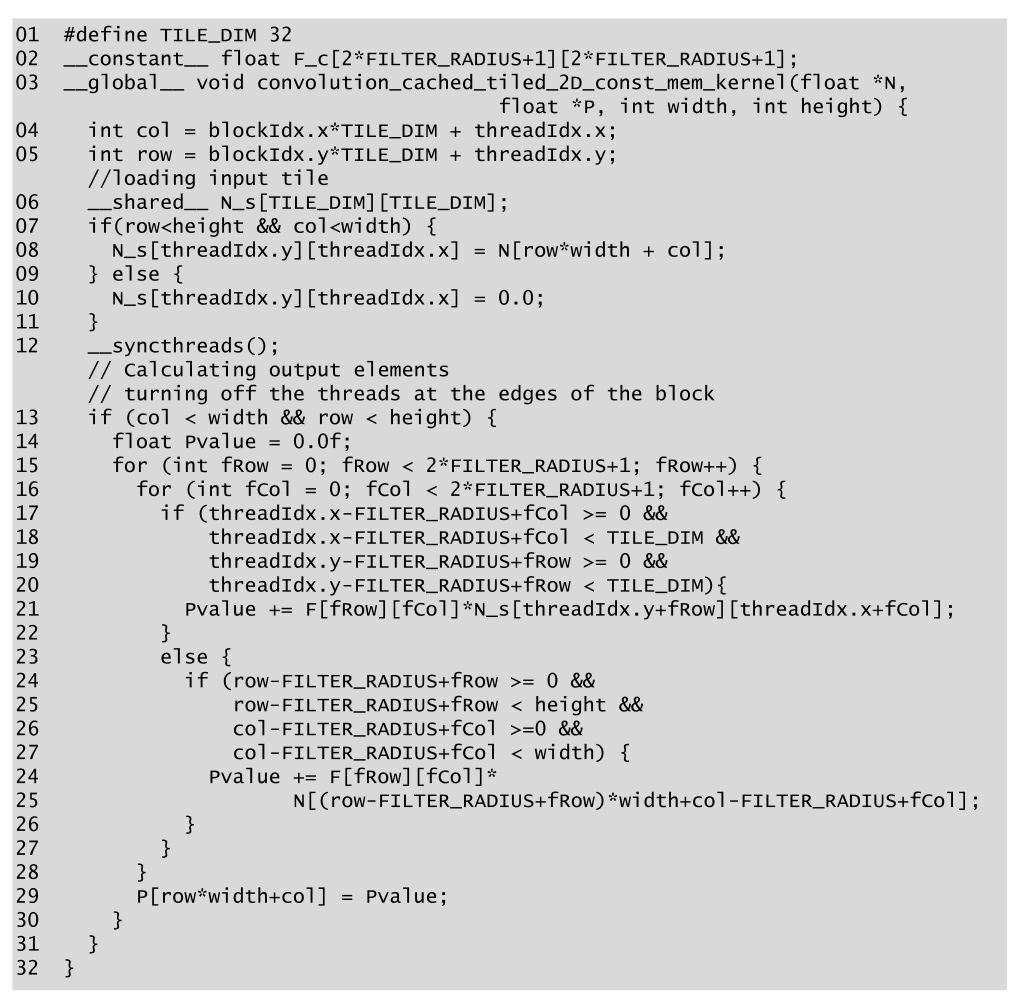 01 #define TILE_DIM 32
02 __constant__ float F_c[2*FILTER_RADIUS+1][2*FILTER_RADIUS+1];
03 __global__ void convolution_cached_tiled_2D_const_mem_kernel(float *N,
float *P, int width, int height) {
04 int col = blockIdx.x*TILE_DIM + threadIdx.x;
05 int row = blockIdx.y*TILE_DIM + threadIdx.y;
//loading input tile
06 __shared__ N_s[TILE_DIM][TILE_DIM];
07 if(row<height && col<width) {
08 N_s[threadIdx.y][threadIdx.x] = N[row*width + col];
09 } else {
10 N_s[threadIdx.y][threadIdx.x] = 0.0;
11 }
12 __syncthreads();
// Calculating output elements
// turning off the threads at the edges of the block
13 if (col < width && row < height) {
14 float Pvalue = 0.0f;
15 for (int fRow = 0; fRow < 2*FILTER_RADIUS+1; fRow++) {
16 for (int fCol = 0; fCol < 2*FILTER_RADIUS+1; fCol++) {
17 if (threadIdx.x-FILTER_RADIUS+fCol >= 0 &&
18 threadIdx.x-FILTER_RADIUS+fCol < TILE_DIM &&
19 threadIdx.y-FILTER_RADIUS+fRow >= 0 &&
20 threadIdx.y-FILTER_RADIUS+fRow < TILE_DIM){
21 Pvalue += F[fRow][fCol]*N_s[threadIdx.y+fRow][threadIdx.x+fCol];
22 }
23 else {
24 if (row-FILTER_RADIUS+fRow >= 0 &&
25 row-FILTER_RADIUS+fRow < height &&
26 col-FILTER_RADIUS+fCol >=0 &&
27 col-FILTER_RADIUS+fCol < width) {
24 Pvalue += F[fRow][fCol]*
25 N[(row-FILTER_RADIUS+fRow)*width+col-FILTER_RADIUS+fCol];
26 }
27 }
28 }
29 P[row*width+col] = Pvalue;
30 }
31 }
32 }